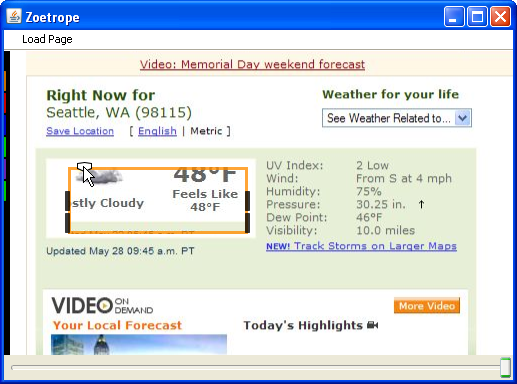 Zoetrope
Load Page
Video: Memorial Day weekend forecast
Right Now for
Seattle, WA (98115)
Save Location [ English | Metric ]
Weather for your life
See Weather Related to...
48°F
stly Cloudy
Feels Like
48°F
Updated May 28 09:45 a.m. PT
UV Index: 2 Low
Wind: From S at 4 mph
Humidity: 75%
Pressure: 30.25 in.
Dew Point: 46°F
Visibility: 10.0 miles
NEW! Track Storms on Larger Maps
VIDEO ON DEMAND
More Video
Your Local Forecast
Today's Highlights